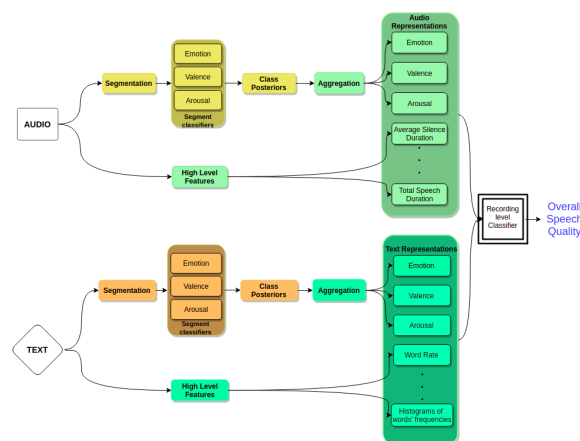 Audio
Representations
Emotion
Valence
Arousal
Average Silence
Duration
Total Speech
Duration
Emotion
Valence
Arousal
Segment
classifiers
Segmentation
Class
Posteriors
Aggregation
AUDIO
High Level
Features
Recording
level
Classifier
Overall
Speech
Quality
Text Representations
Emotion
Valence
Arousal
Word Rate
Histograms of
words' frequencies
Emotion
Valence
Arousal
Segment
classifiers
Segmentation
Class
Posteriors
Aggregation
TEXT
High Level
Features